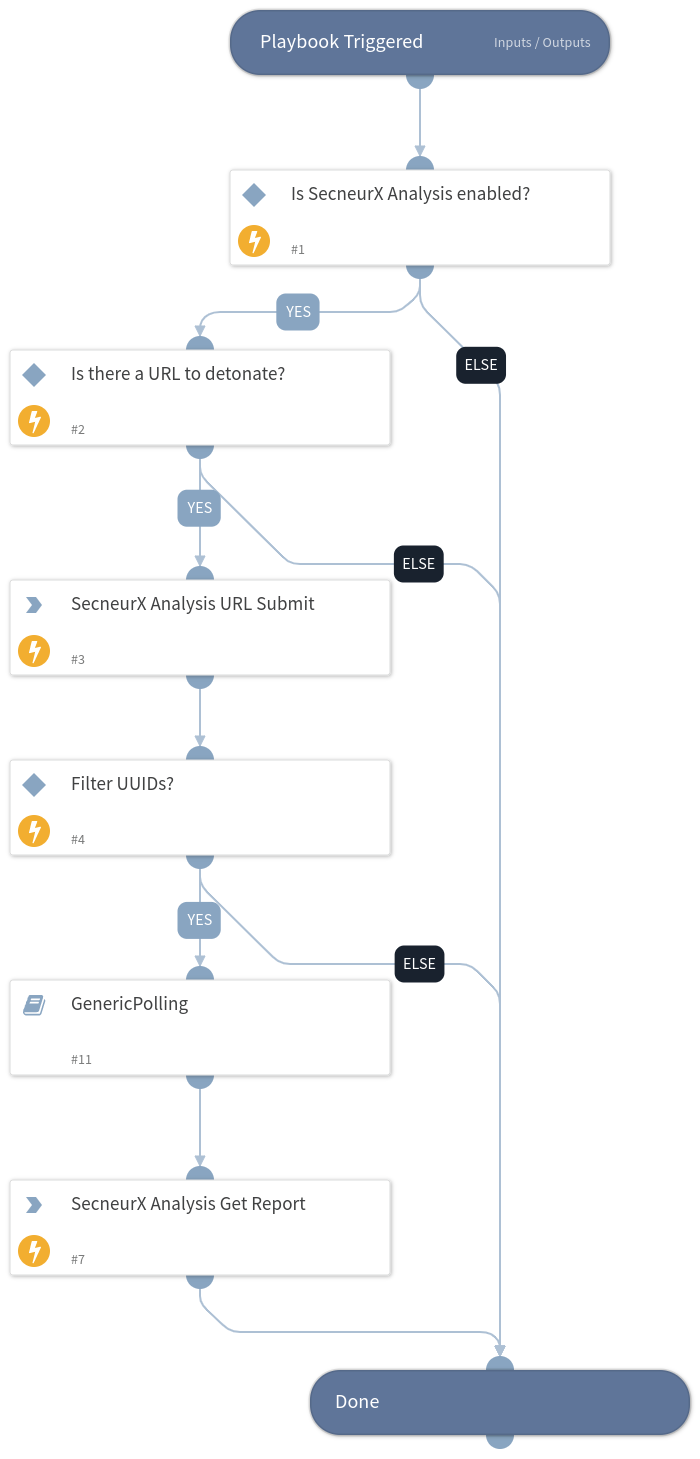 Playbook Triggered
Inputs / Outputs
Is SecneurX Analysis enabled?
#1
YES
ELSE
Is there a URL to detonate?
#2
YES
ELSE
SecneurX Analysis URL Submit
#3
Filter UUIDs?
#4
YES
ELSE
GenericPolling
#11
SecneurX Analysis Get Report
#7
Done